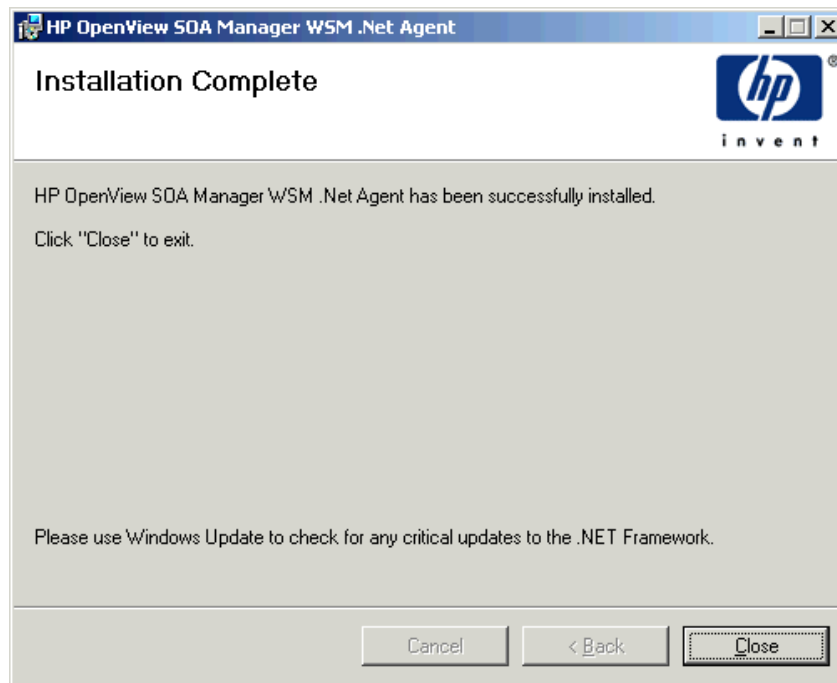 HP OpenView SOA Manager WSM .Net Agent
Installation Complete
hp
®
invent
HP OpenView SOA Manager WSM .Net Agent has been successfully installed.
Click "Close" to exit.
Please use Windows Update to check for any critical updates to the .NET Framework.
Cancel
< Back
Close